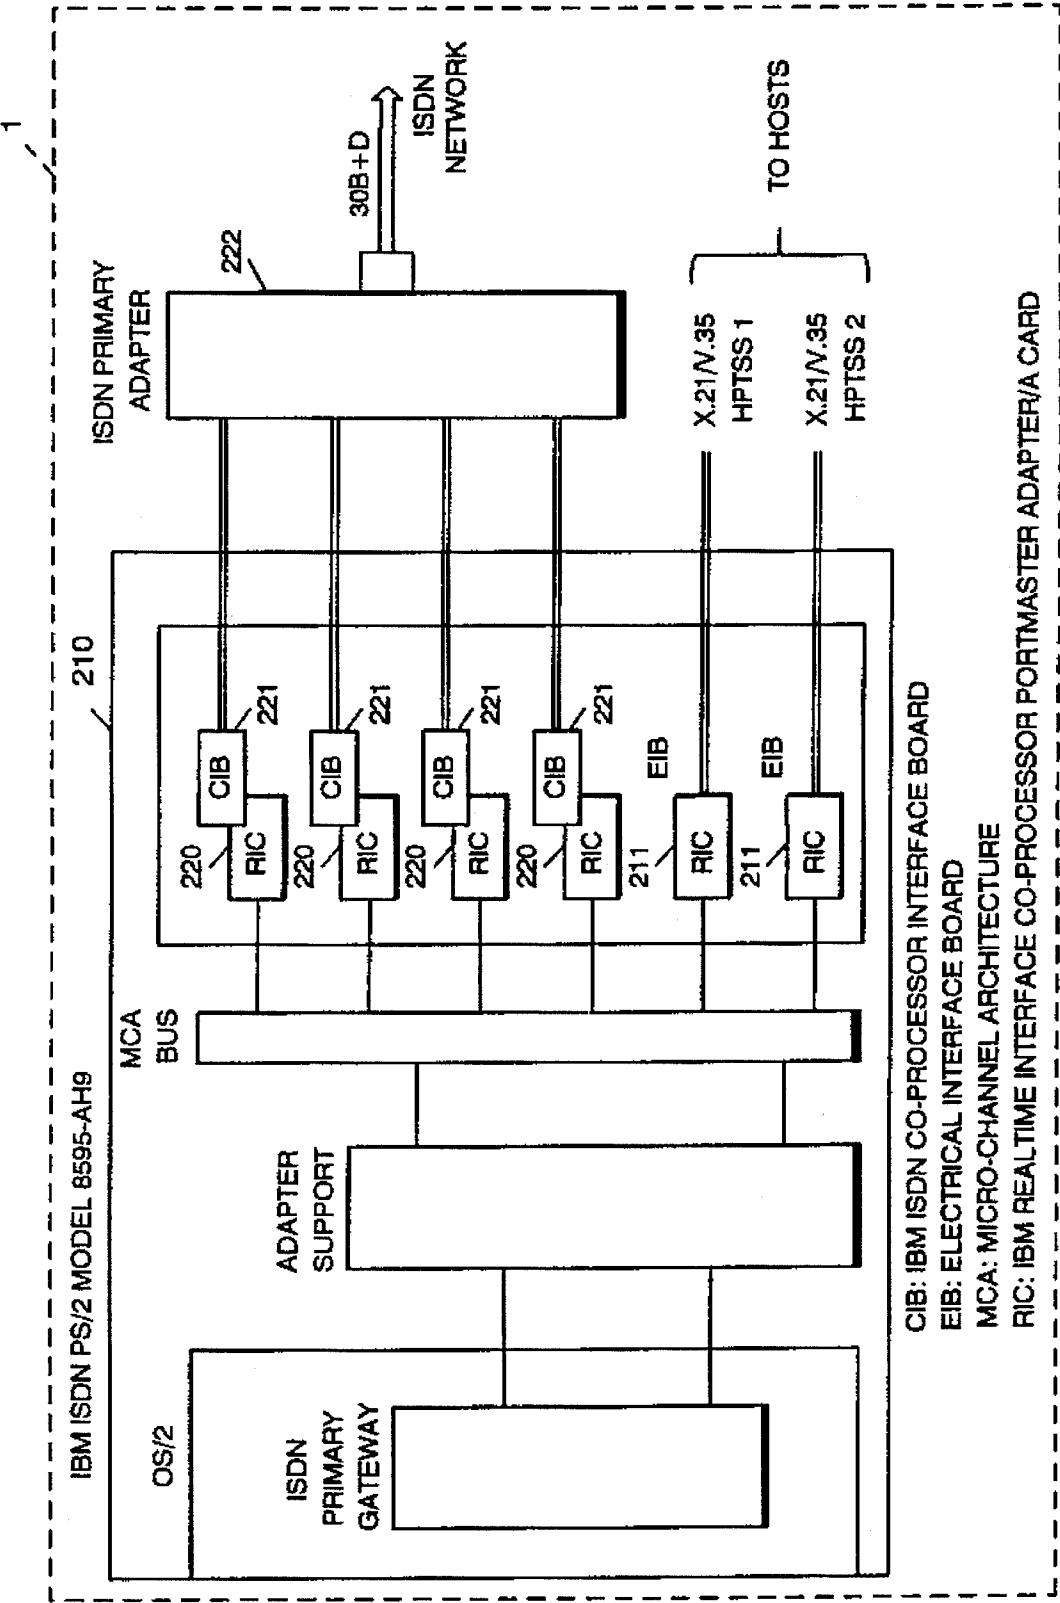 1
IBM ISDN PS/2 MODEL 8595-AH9
210
OS/2
ISDN
PRIMARY
GATEWAY
ADAPTER
SUPPORT
MCA
BUS
220
RIC
CIB
221
220
RIC
CIB
221
220
RIC
CIB
221
220
RIC
CIB
221
211
RIC
EIB
211
RIC
EIB
ISDN PRIMARY
ADAPTER
222
30B+D
ISDN
NETWORK
X.21/V.35
HPTSS 1
X.21/V.35
HPTSS 2
TO HOSTS
CIB: IBM ISDN CO-PROCESSOR INTERFACE BOARD
EIB: ELECTRICAL INTERFACE BOARD
MCA: MICRO-CHANNEL ARCHITECTURE
RIC: IBM REALTIME INTERFACE CO-PROCESSOR PORTMASTER ADAPTER/A CARD